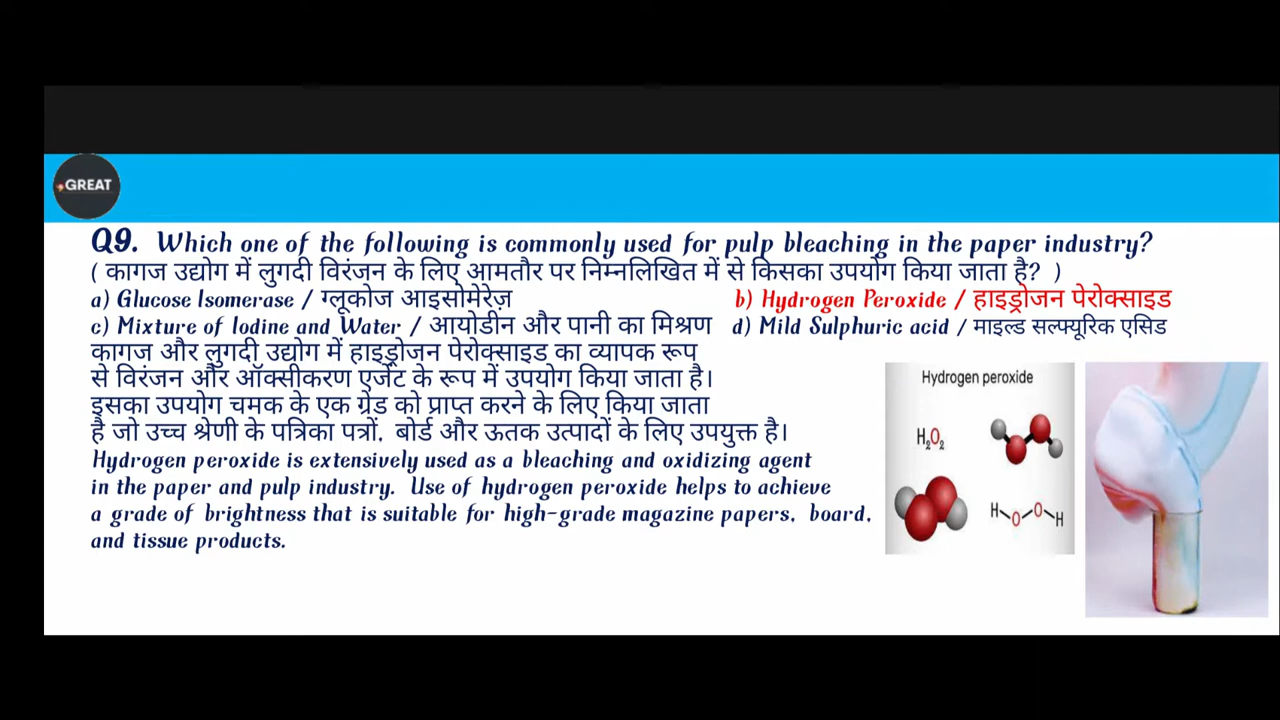 GREAT
Q9. Which one of the following is commonly used for pulp bleaching in the paper industry?
( कागज उद्योग में लुगदी विरंजन के लिए आमतौर पर निम्नलिखित में से किसका उपयोग किया जाता है? )
a) Glucose Isomerase / ग्लूकोज आइसोमेरेज़ b) Hydrogen Peroxide / हाइड्रोजन पेरोक्साइड
c) Mixture of Iodine and Water / आयोडीन और पानी का मिश्रण d) Mild Sulphuric acid / माइल्ड सल्फ्यूरिक एसिड
कागज और लुगदी उद्योग में हाइड्रोजन पेरोक्साइड का व्यापक रूप
से विरंजन और ऑक्सीकरण एजेंट के रूप में उपयोग किया जाता है।
इसका उपयोग चमक के एक ग्रेड को प्राप्त करने के लिए किया जाता
है जो उच्च श्रेणी के पत्रिका पत्रों, बोर्ड और ऊतक उत्पादों के लिए उपयुक्त है।
Hydrogen peroxide is extensively used as a bleaching and oxidizing agent
in the paper and pulp industry. Use of hydrogen peroxide helps to achieve
a grade of brightness that is suitable for high-grade magazine papers, board,
and tissue products.
Hydrogen peroxide
H₂O₂
H O O H